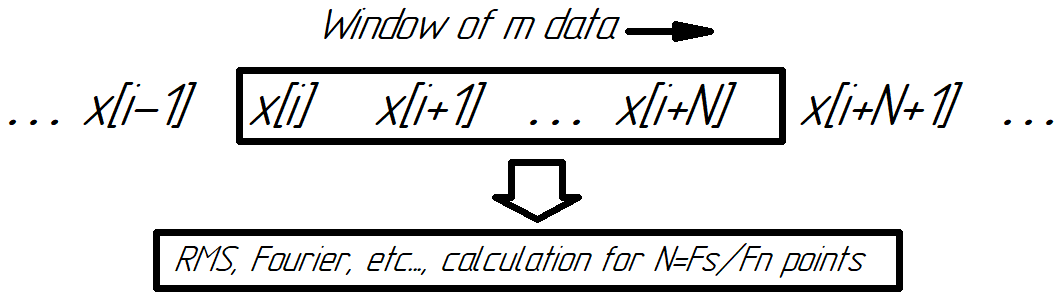 Window of m data
... x[i-1] x[i] x[i+1] ... x[i+N] x[i+N+1] ...
RMS, Fourier, etc..., calculation for N=Fs/Fn points